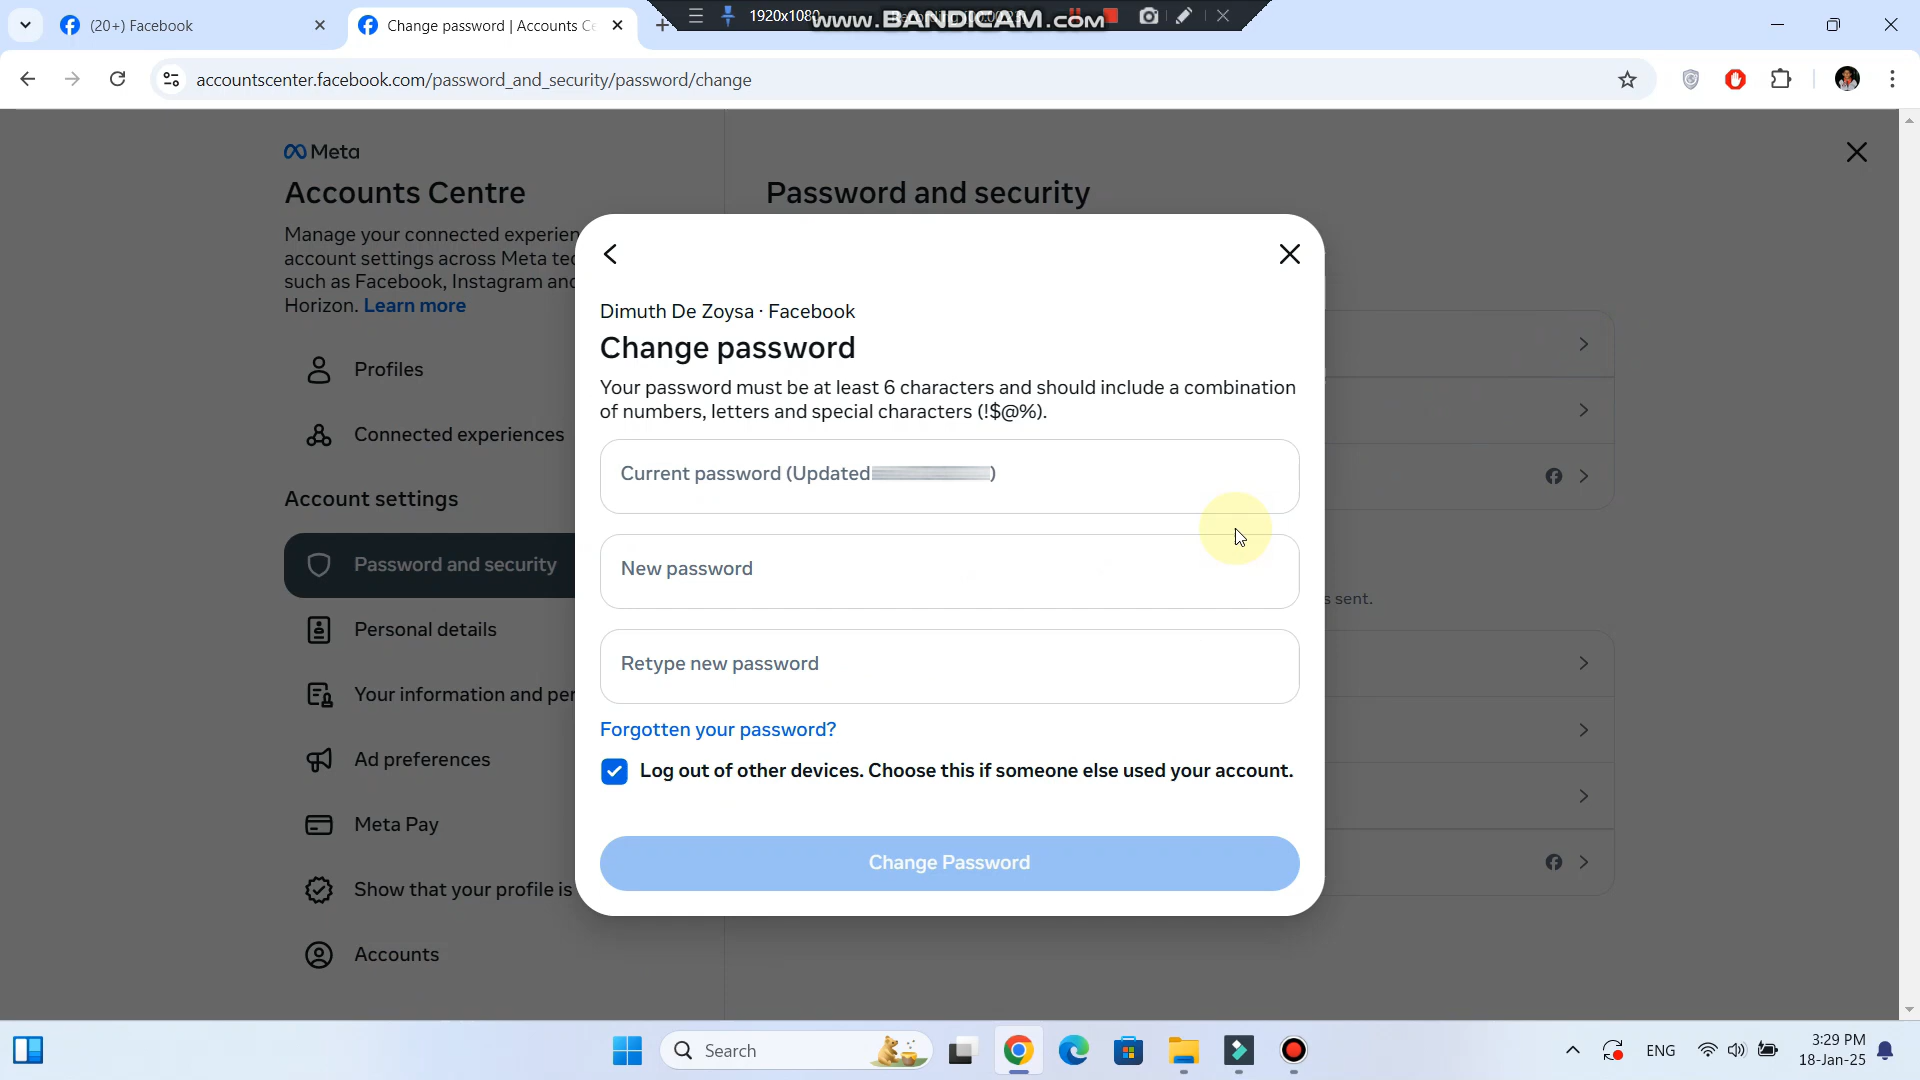 (20+) Facebook
Change password | Accounts Ce
1920x1080
www.BANDICAM.com
accountscenter.facebook.com/password_and_security/password/change
Meta
Accounts Centre
Manage your connected experien
account settings across Meta tec
such as Facebook, Instagram and
Horizon. Learn more
Profiles
Connected experiences
Account settings
Password and security
Personal details
Your information and per
Ad preferences
Meta Pay
Show that your profile is
Accounts
Password and security
s sent.
Dimuth De Zoysa · Facebook
Change password
Your password must be at least 6 characters and should include a combination
of numbers, letters and special characters (!$@%).
Current password (Updated )
New password
Retype new password
Forgotten your password?
Log out of other devices. Choose this if someone else used your account.
Change Password
Search
ENG
3:29 PM
18-Jan-25